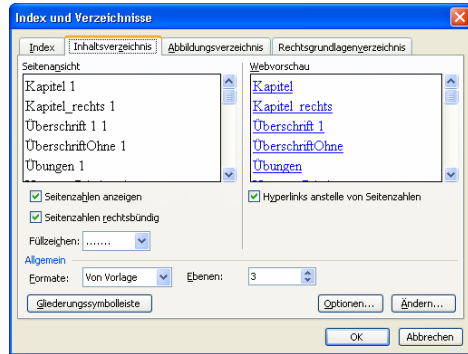 Index und Verzeichnisse
Index
Inhaltsverzeichnis
Abbildungsverzeichnis
Rechtsgrundlagenverzeichnis
Seitenansicht
Kapitel 1
Kapitel_rechts 1
Überschrift 1 1
ÜberschriftOhne 1
Übungen 1
Webvorschau
Kapitel
Kapitel_rechts
Überschrift 1
ÜberschriftOhne
Übungen
Seitenzahlen anzeigen
Seitenzahlen rechtsbündig
Füllzeichen: .......
Hyperlinks anstelle von Seitenzahlen
Allgemein
Formate: Von Vorlage Ebenen: 3
Gliederungssymbolleiste Optionen... Ändern...
OK Abbrechen